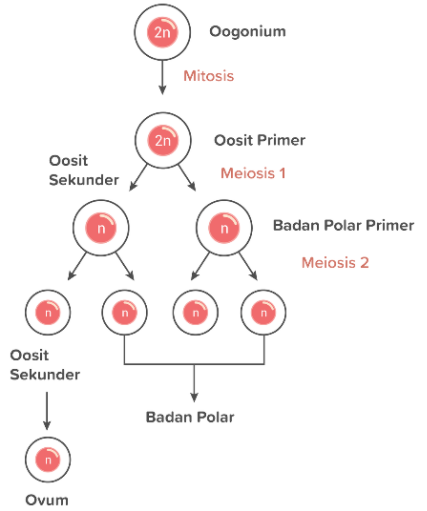 2n
Oogonium
Mitosis
2n
Oosit Primer
Meiosis 1
Oosit
Sekunder
n
n
Badan Polar Primer
Meiosis 2
n
n
n
n
Oosit
Sekunder
Badan Polar
n
Ovum